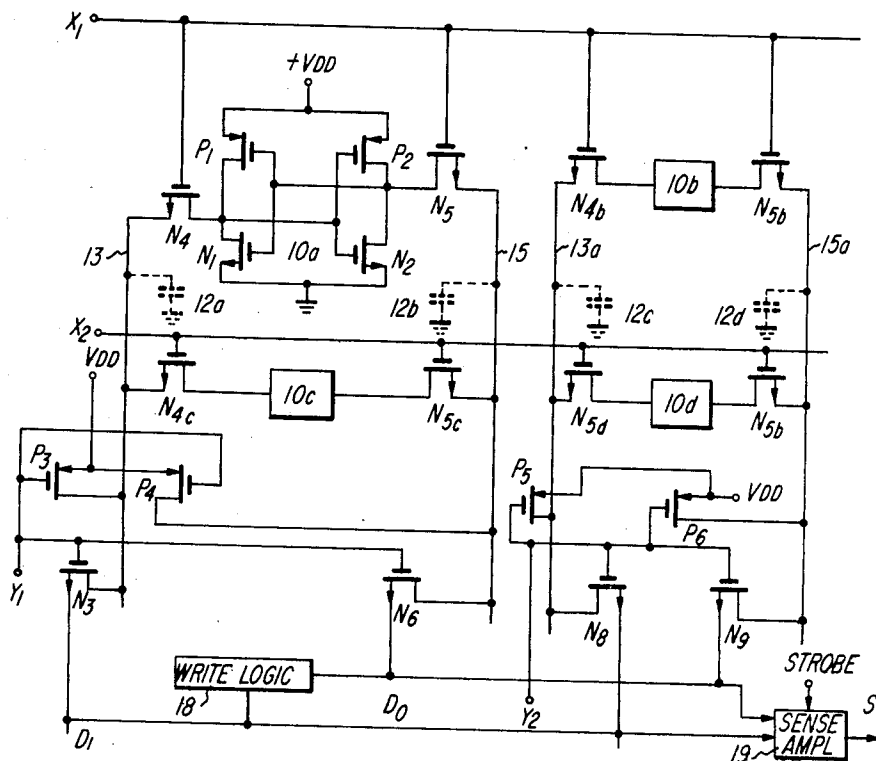 X1
+VDD
P1
P2
N4
N5
N4b
10b
N5b
13
N1
10a
N2
15
13a
15a
12a
12b
12c
12d
X2
VDD
N4c
10c
N5c
N5d
10d
N5b
P3
P4
P5
P6
VDD
Y1
N3
N6
N8
N9
STROBE
WRITE LOGIC
18
D0
Y2
S
D1
SENSE
AMPL
19